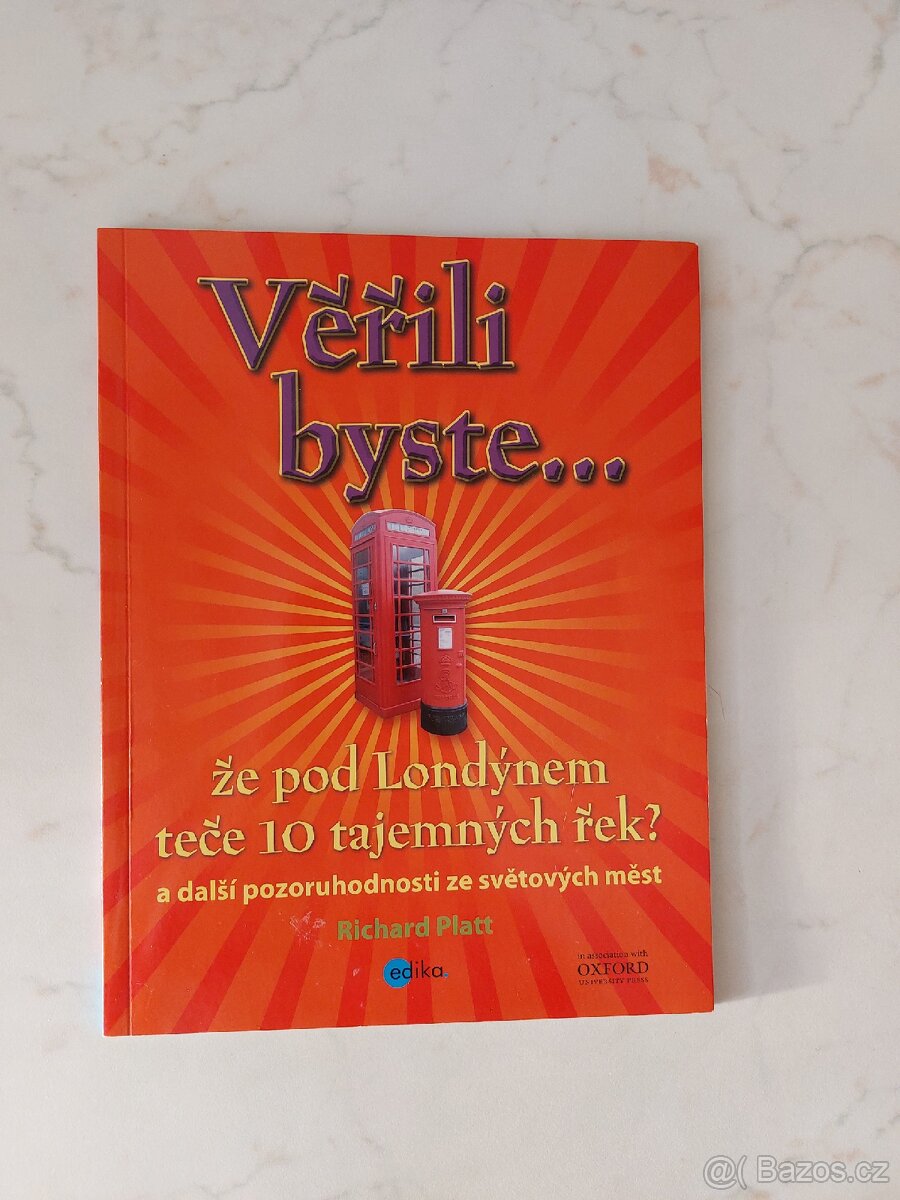 Věřili
byste...
že pod Londýnem
teče 10 tajemných řek?
a další pozoruhodnosti ze světových měst
Richard Platt
edika.
in association with
OXFORD
UNIVERSITY PRESS
@( Bazos.cz